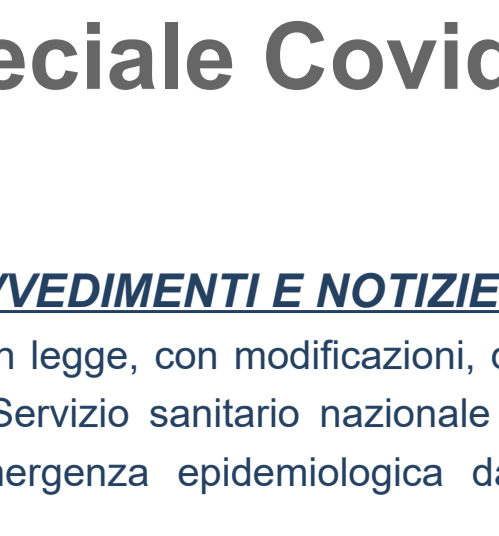 eciale Covid
VVEDIMENTI E NOTIZIE
n legge, con modificazioni,
Servizio sanitario nazionale
nergenza epidemiologica da